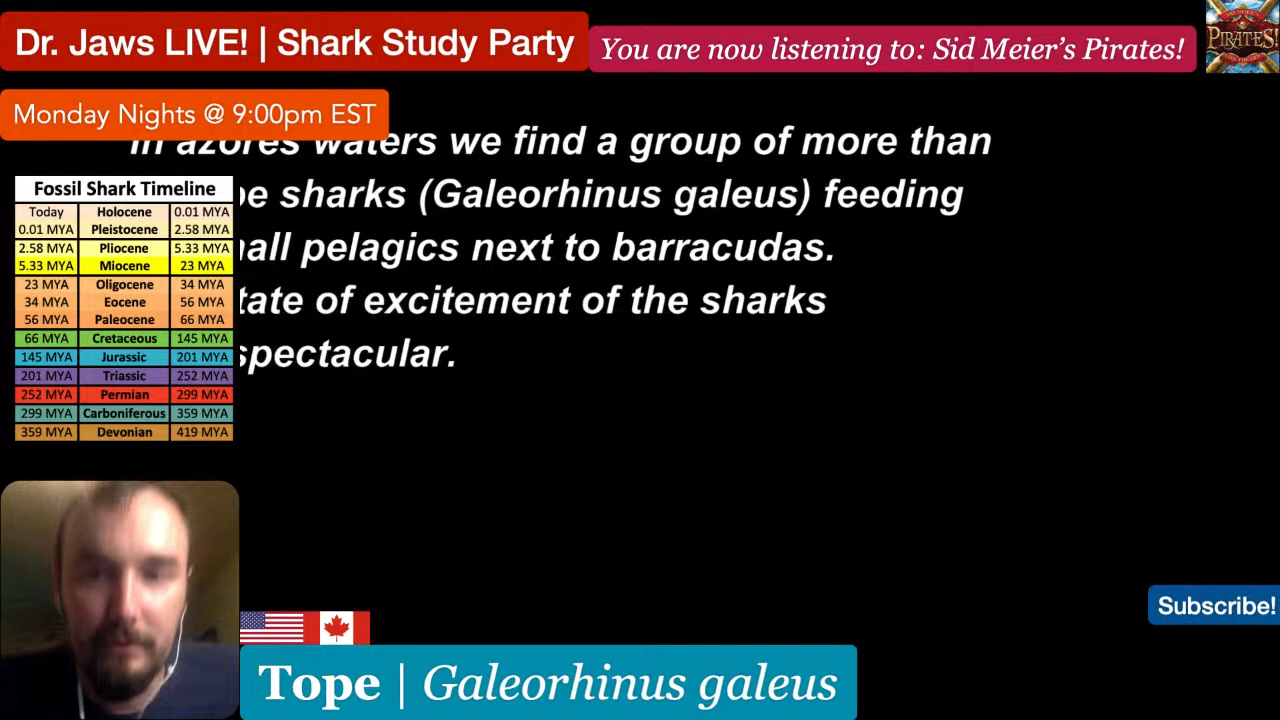 Dr. Jaws LIVE! | Shark Study Party
You are now listening to: Sid Meier's Pirates!
PIRATES!
Monday Nights @ 9:00pm EST
In azores waters we find a group of more than
sharks (Galeorhinus galeus) feeding
pelagics next to barracudas.
of excitement of the sharks
spectacular.
Fossil Shark Timeline
Today Holocene 0.01 MYA
0.01 MYA Pleistocene 2.58 MYA
2.58 MYA Pliocene 5.33 MYA
5.33 MYA Miocene 23 MYA
23 MYA Oligocene 34 MYA
34 MYA Eocene 56 MYA
56 MYA Paleocene 66 MYA
66 MYA Cretaceous 145 MYA
145 MYA Jurassic 201 MYA
201 MYA Triassic 252 MYA
252 MYA Permian 299 MYA
299 MYA Carboniferous 359 MYA
359 MYA Devonian 419 MYA
Subscribe!
Tope | Galeorhinus galeus